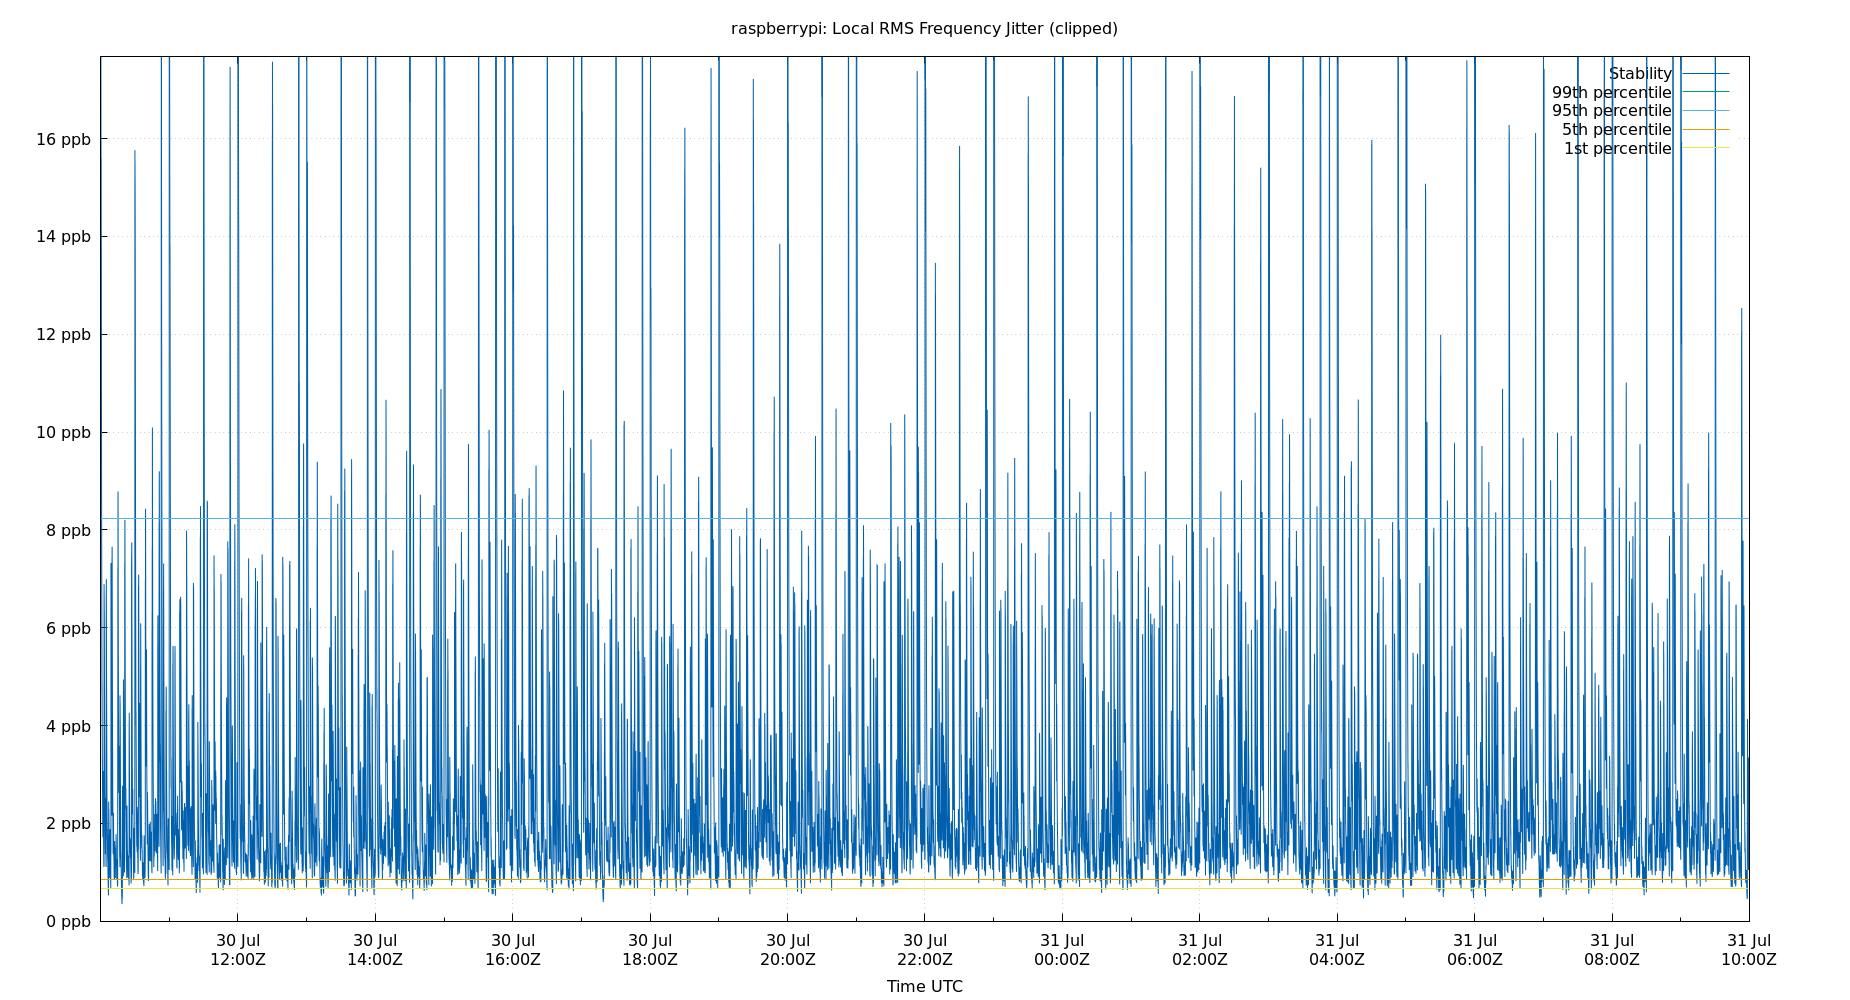 raspberrypi: Local RMS Frequency Jitter (clipped)
Stability
99th percentile
95th percentile
5th percentile
1st percentile
16 ppb
14 ppb
12 ppb
10 ppb
8 ppb
6 ppb
4 ppb
2 ppb
0 ppb
30 Jul 30 Jul 30 Jul 30 Jul 30 Jul 30 Jul 31 Jul 31 Jul 31 Jul 31 Jul 31 Jul 31 Jul
12:00Z 14:00Z 16:00Z 18:00Z 20:00Z 22:00Z 00:00Z 02:00Z 04:00Z 06:00Z 08:00Z 10:00Z
Time UTC